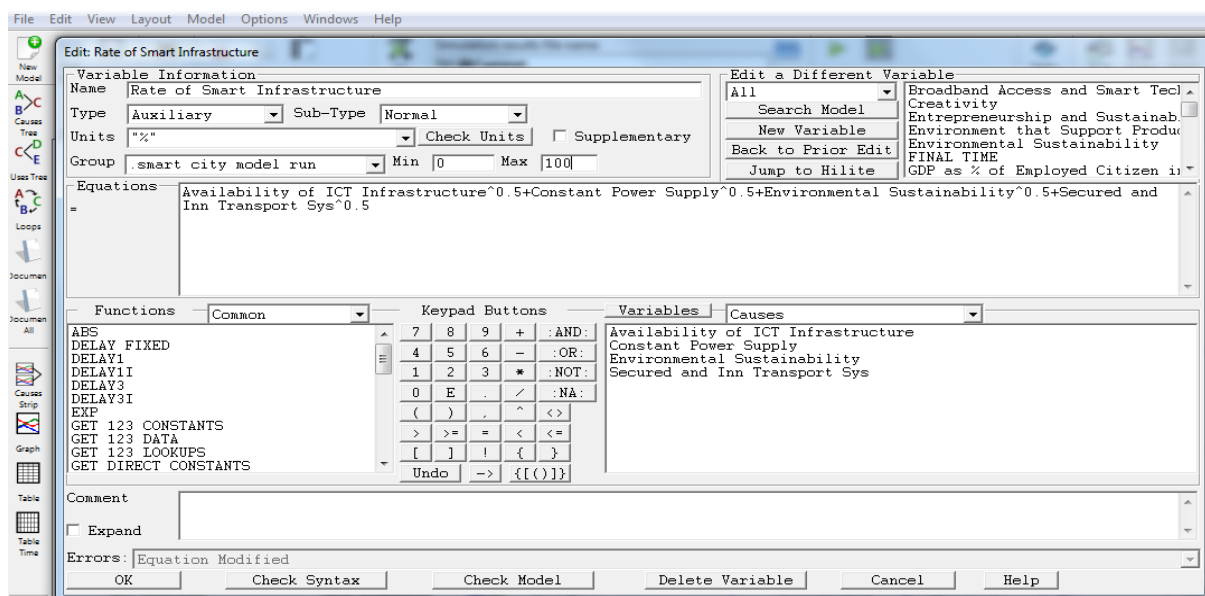 File Edit View Layout Model Options Windows Help
New Model
Edit: Rate of Smart Infrastructure
Variable Information
Edit a Different Variable
Name Rate of Smart Infrastructure
All
Type Auxiliary Sub-Type Normal
Search Model
Units "%" Check Units Supplementary
New Variable
Back to Prior Edit
Group .smart city model run Min 0 Max 100
Jump to Hilite
Broadband Access and Smart Tecl
Creativity
Entrepreneurship and Sustainab.
Environment that Support Produ
Environmental Sustainability
FINAL TIME
GDP as % of Employed Citizen i
Causes Tree
Uses Tree
Loops
Documen
Documen All
Causes Strip
Graph
Table
Table Time
Equations
=
Availability of ICT Infrastructure^0.5+Constant Power Supply^0.5+Environmental Sustainability^0.5+Secured and
Inn Transport Sys^0.5
Functions Common
Keypad Buttons
Variables Causes
ABS
DELAY FIXED
DELAY1
DELAY1I
DELAY3
DELAY3I
EXP
GET 123 CONSTANTS
GET 123 DATA
GET 123 LOOKUPS
GET DIRECT CONSTANTS
7 8 9 + :AND:
4 5 6 - :OR:
1 2 3 * :NOT:
0 E . / :NA:
( ) , ^ <>
> >= = < <=
[ ] ! { }
Undo -> {[()]}
Availability of ICT Infrastructure
Constant Power Supply
Environmental Sustainability
Secured and Inn Transport Sys
Comment
Expand
Errors: Equation Modified
OK Check Syntax Check Model Delete Variable Cancel Help